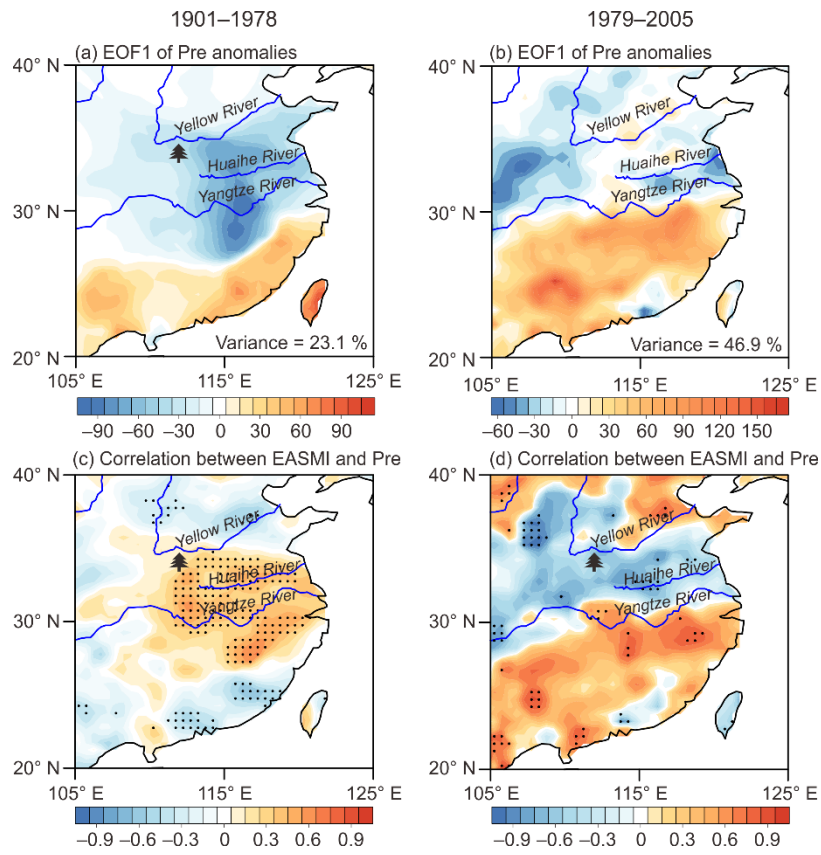 1901–1978
1979–2005
(a) EOF1 of Pre anomalies
(b) EOF1 of Pre anomalies
40° N
Yellow River
Huaihe River
Yangtze River
30° N
20° N
Variance = 23.1 %
105° E
115° E
125° E
−90 −60 −30 0 30 60 90
40° N
Yellow River
Huaihe River
Yangtze River
30° N
20° N
Variance = 46.9 %
105° E
115° E
125° E
−60 −30 0 30 60 90 120 150
(c) Correlation between EASMI and Pre
(d) Correlation between EASMI and Pre
40° N
Yellow River
Huaihe River
Yangtze River
30° N
20° N
105° E
115° E
125° E
−0.9 −0.6 −0.3 0 0.3 0.6 0.9
40° N
Yellow River
Huaihe River
Yangtze River
30° N
20° N
105° E
115° E
125° E
−0.9 −0.6 −0.3 0 0.3 0.6 0.9